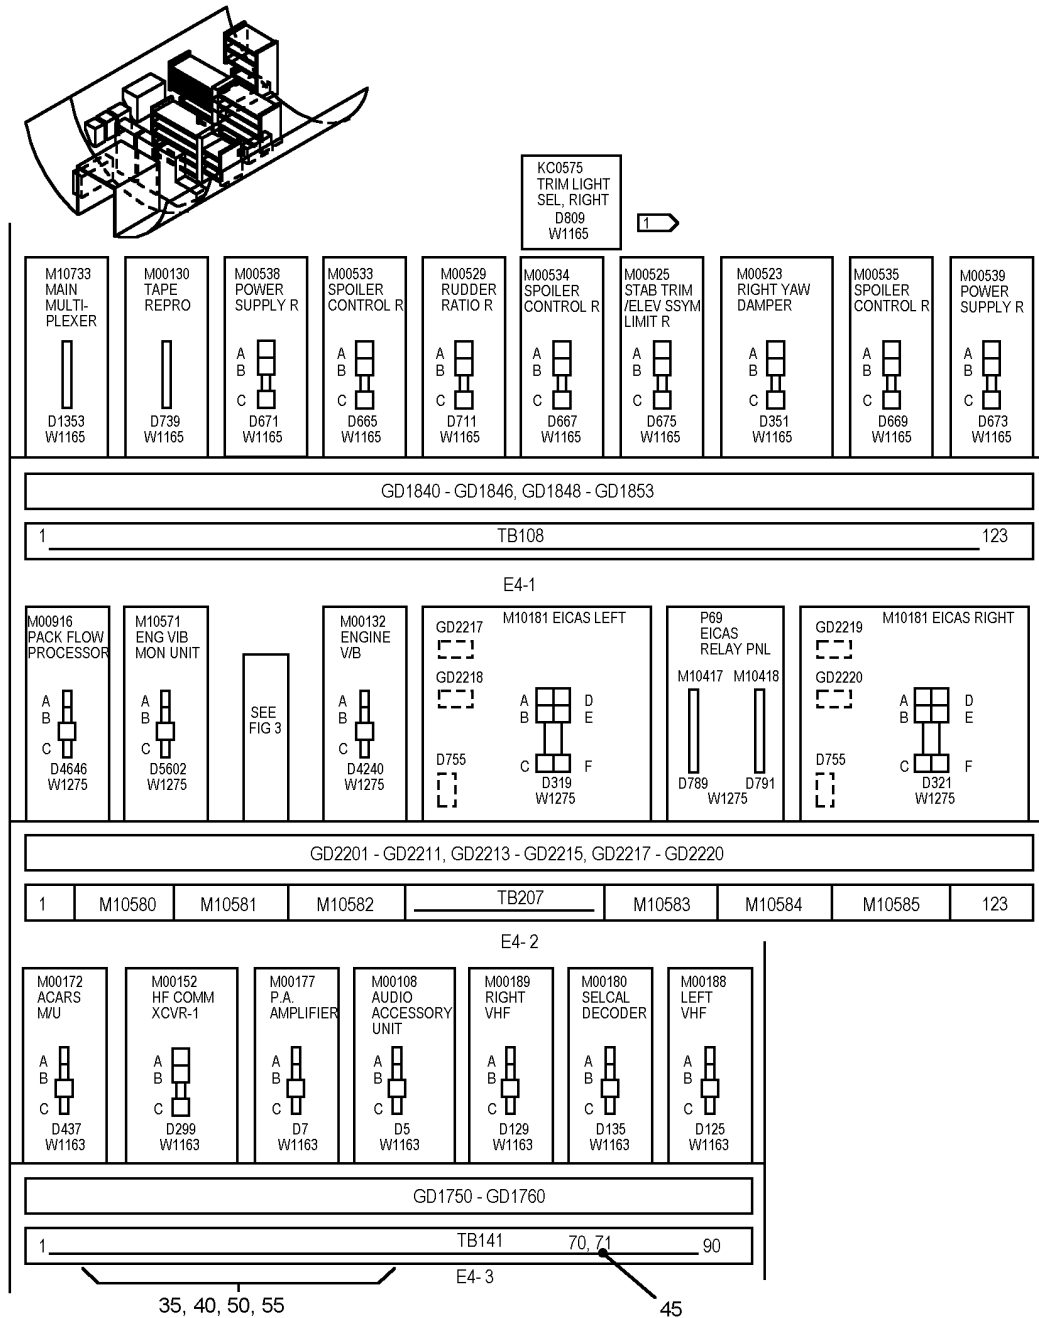 KC0575
TRIM LIGHT
SEL, RIGHT
D809
W1165
1
M10733
MAIN
MULTI-
PLEXER
D1353
W1165
M00130
TAPE
REPRO
D739
W1165
M00538
POWER
SUPPLY R
A
B
C
D671
W1165
M00533
SPOILER
CONTROL R
A
B
C
D665
W1165
M00529
RUDDER
RATIO R
A
B
C
D711
W1165
M00534
SPOILER
CONTROL R
A
B
C
D667
W1165
M00525
STAB TRIM
/ELEV SSYM
LIMIT R
A
B
C
D675
W1165
M00523
RIGHT YAW
DAMPER
A
B
C
D351
W1165
M00535
SPOILER
CONTROL R
A
B
C
D669
W1165
M00539
POWER
SUPPLY R
A
B
C
D673
W1165
GD1840 - GD1846, GD1848 - GD1853
1 TB108 123
E4-1
M00916
PACK FLOW
PROCESSOR
A
B
C
D4646
W1275
M10571
ENG VIB
MON UNIT
A
B
C
D5602
W1275
SEE
FIG 3
M00132
ENGINE
V/B
A
B
C
D4240
W1275
M10181 EICAS LEFT
GD2217
GD2218
D755
A D
B E
C F
D319
W1275
P69
EICAS
RELAY PNL
M10417 M10418
D789 D791
W1275
M10181 EICAS RIGHT
GD2219
GD2220
D755
A D
B E
C F
D321
W1275
GD2201 - GD2211, GD2213 - GD2215, GD2217 - GD2220
1 M10580 M10581 M10582 TB207 M10583 M10584 M10585 123
E4- 2
M00172
ACARS
M/U
A
B
C
D437
W1163
M00152
HF COMM
XCVR-1
A
B
C
D299
W1163
M00177
P.A.
AMPLIFIER
A
B
C
D7
W1163
M00108
AUDIO
ACCESSORY
UNIT
A
B
C
D5
W1163
M00189
RIGHT
VHF
A
B
C
D129
W1163
M00180
SELCAL
DECODER
A
B
C
D135
W1163
M00188
LEFT
VHF
A
B
C
D125
W1163
GD1750 - GD1760
1 TB141 70, 71 90
E4- 3
35, 40, 50, 55
45